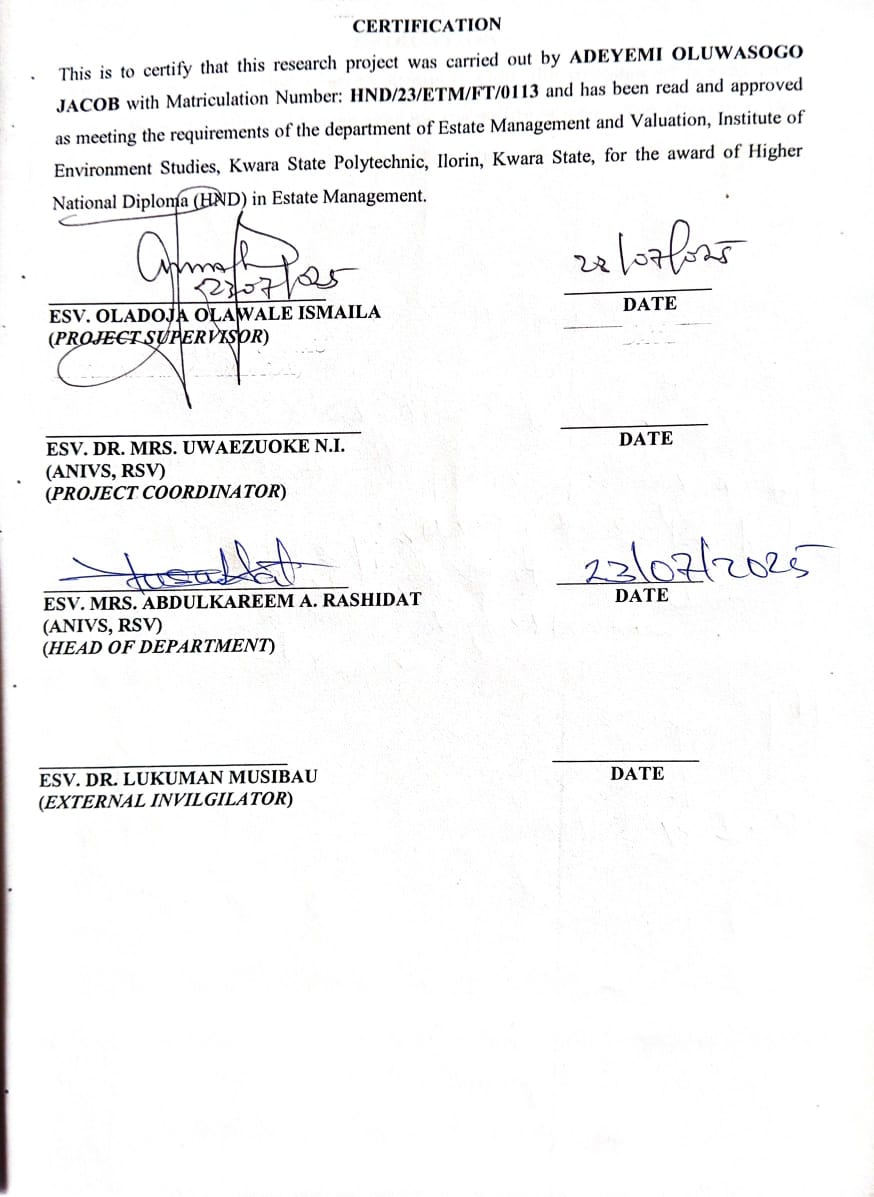 CERTIFICATION
This is to certify that this research project was carried out by ADEYEMI OLUWASOGO
JACOB with Matriculation Number: HND/23/ETM/FT/0113 and has been read and approved
as meeting the requirements of the department of Estate Management and Valuation, Institute of
Environment Studies, Kwara State Polytechnic, Ilorin, Kwara State, for the award of Higher
National Diploma (HND) in Estate Management.
23/07/025
ESV. OLADOJA OLAWALE ISMAILA
(PROJECT SUPERVISOR)
DATE
ESV. DR. MRS. UWAEZUOKE N.I.
(ANIVS, RSV)
(PROJECT COORDINATOR)
DATE
23/07/2025
ESV. MRS. ABDULKAREEM A. RASHIDAT
(ANIVS, RSV)
(HEAD OF DEPARTMENT)
DATE
ESV. DR. LUKUMAN MUSIBAU
(EXTERNAL INVILGILATOR)
DATE